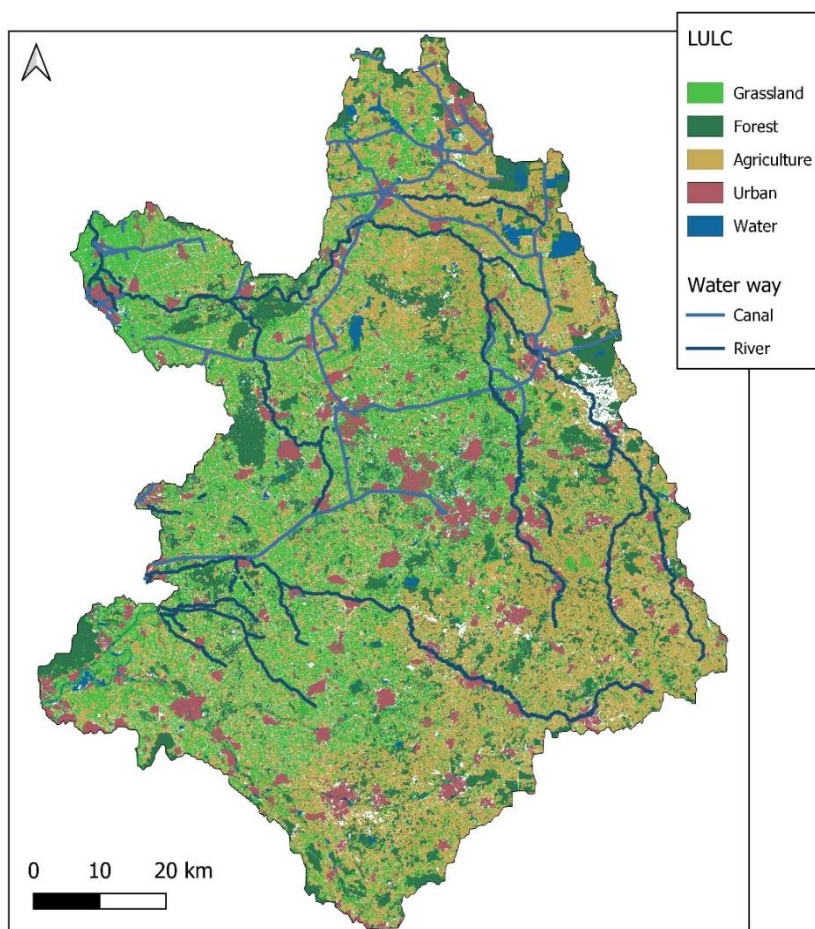 LULC
Grassland
Forest
Agriculture
Urban
Water
Water way
Canal
River
0 10 20 km